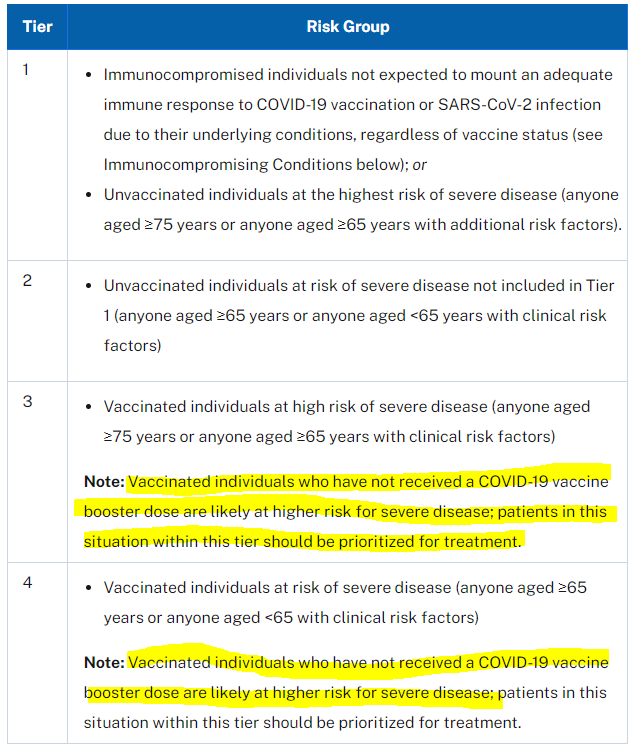 Tier Risk Group
1
• Immunocompromised individuals not expected to mount an adequate
immune response to COVID-19 vaccination or SARS-CoV-2 infection
due to their underlying conditions, regardless of vaccine status (see
Immunocompromising Conditions below); or
• Unvaccinated individuals at the highest risk of severe disease (anyone
aged ≥75 years or anyone aged ≥65 years with additional risk factors).
2
• Unvaccinated individuals at risk of severe disease not included in Tier
1 (anyone aged ≥65 years or anyone aged <65 years with clinical risk
factors)
3
• Vaccinated individuals at high risk of severe disease (anyone aged
≥75 years or anyone aged ≥65 years with clinical risk factors)
Note: Vaccinated individuals who have not received a COVID-19 vaccine
booster dose are likely at higher risk for severe disease; patients in this
situation within this tier should be prioritized for treatment.
4
• Vaccinated individuals at risk of severe disease (anyone aged ≥65
years or anyone aged <65 with clinical risk factors)
Note: Vaccinated individuals who have not received a COVID-19 vaccine
booster dose are likely at higher risk for severe disease; patients in this
situation within this tier should be prioritized for treatment.